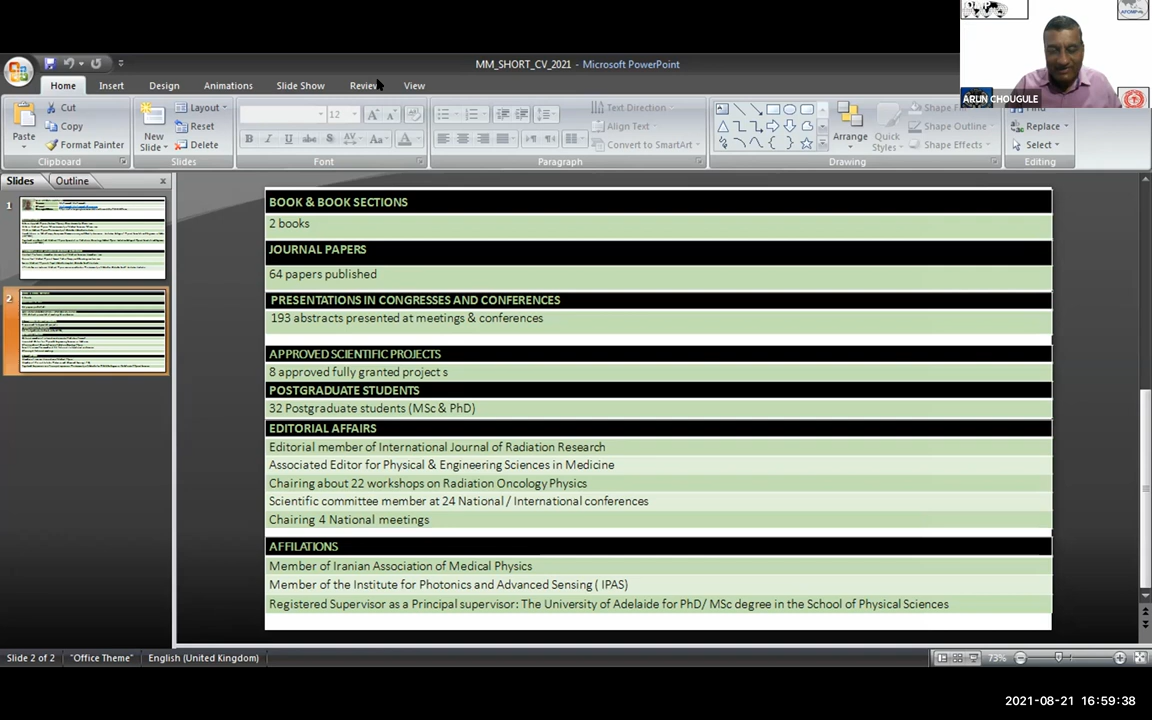 MM_SHORT_CV_2021 - Microsoft PowerPoint
ARUN CHOUGULE
Home Insert Design Animations Slide Show Review View
Cut
Copy
Format Painter
Paste
Clipboard
New Slide
Layout
Reset
Delete
Slides
12
Font
Paragraph
Text Direction
Align Text
Convert to SmartArt
Arrange
Quick Styles
Shape Outline
Shape Effects
Drawing
Replace
Select
Editing
Slides Outline
1
2
BOOK & BOOK SECTIONS
2 books
JOURNAL PAPERS
64 papers published
PRESENTATIONS IN CONGRESSES AND CONFERENCES
193 abstracts presented at meetings & conferences
APPROVED SCIENTIFIC PROJECTS
8 approved fully granted project s
POSTGRADUATE STUDENTS
32 Postgraduate students (MSc & PhD)
EDITORIAL AFFAIRS
Editorial member of International Journal of Radiation Research
Associated Editor for Physical & Engineering Sciences in Medicine
Chairing about 22 workshops on Radiation Oncology Physics
Scientific committee member at 24 National / International conferences
Chairing 4 National meetings
AFFILATIONS
Member of Iranian Association of Medical Physics
Member of the Institute for Photonics and Advanced Sensing ( IPAS)
Registered Supervisor as a Principal supervisor: The University of Adelaide for PhD/ MSc degree in the School of Physical Sciences
Slide 2 of 2 "Office Theme" English (United Kingdom)
73%
2021-08-21 16:59:38